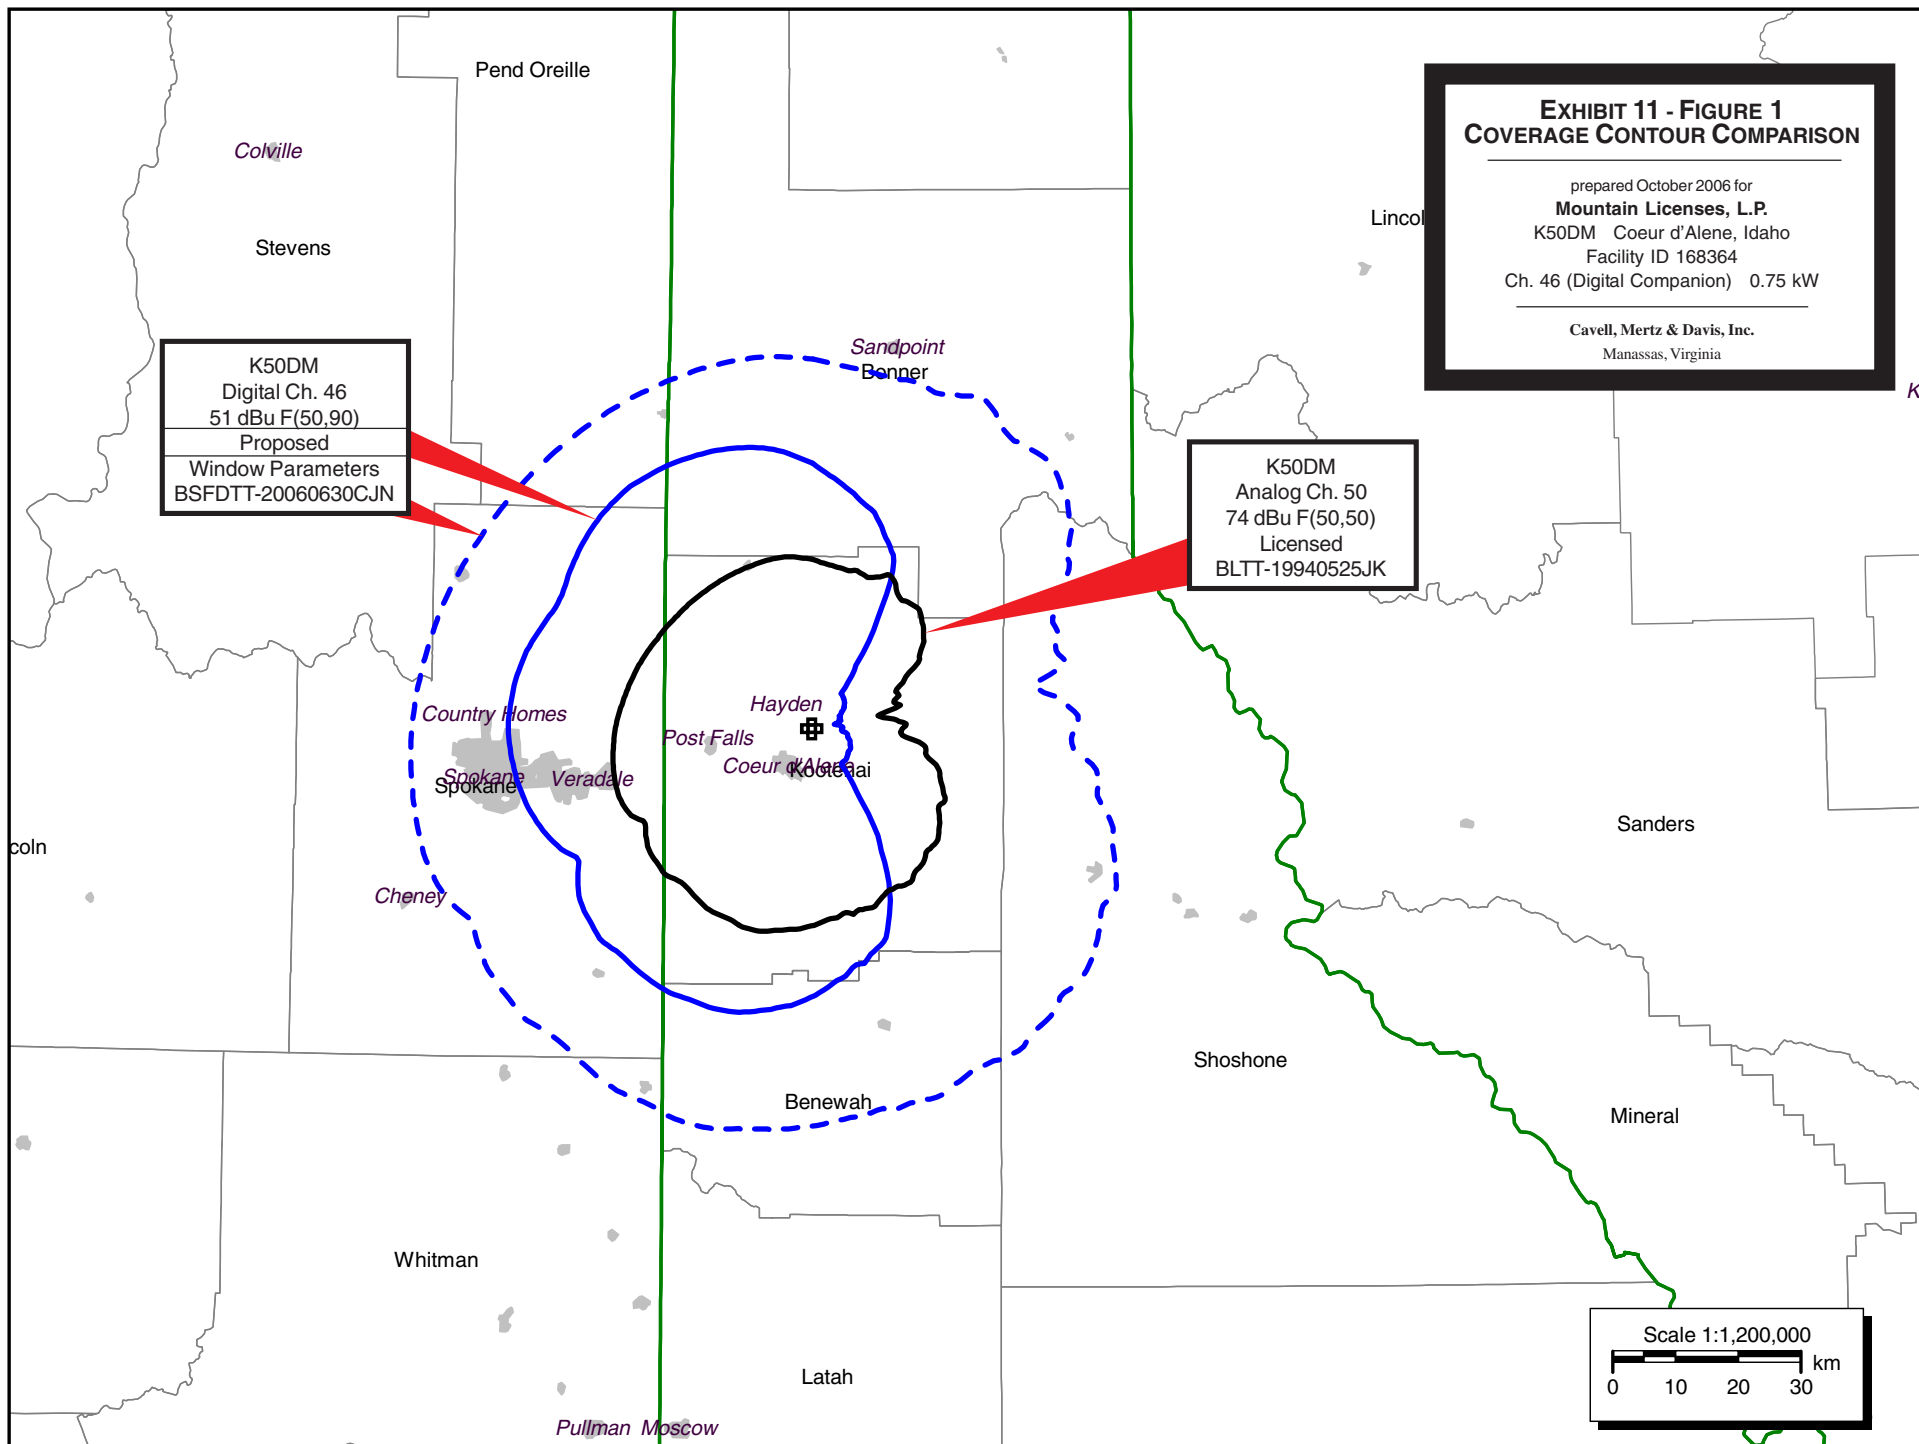 Pend Oreille
EXHIBIT 11 - FIGURE 1
COVERAGE CONTOUR COMPARISON
prepared October 2006 for
Mountain Licenses, L.P.
K50DM Coeur d'Alene, Idaho
Facility ID 168364
Ch. 46 (Digital Companion) 0.75 kW
Cavell, Mertz & Davis, Inc.
Manassas, Virginia
Colville
Stevens
Lincol
K
Sandpoint
Bonner
K50DM
Digital Ch. 46
51 dBu F(50,90)
Proposed
Window Parameters
BSFDTT-20060630CJN
K50DM
Analog Ch. 50
74 dBu F(50,50)
Licensed
BLTT-19940525JK
Hayden
Country Homes
Post Falls
Coeur d'Alene
Kootenai
Spokane
Veradale
Spokane
Sanders
coln
Cheney
Shoshone
Benewah
Mineral
Whitman
Latah
Pullman Moscow
Scale 1:1,200,000
km
0 10 20 30